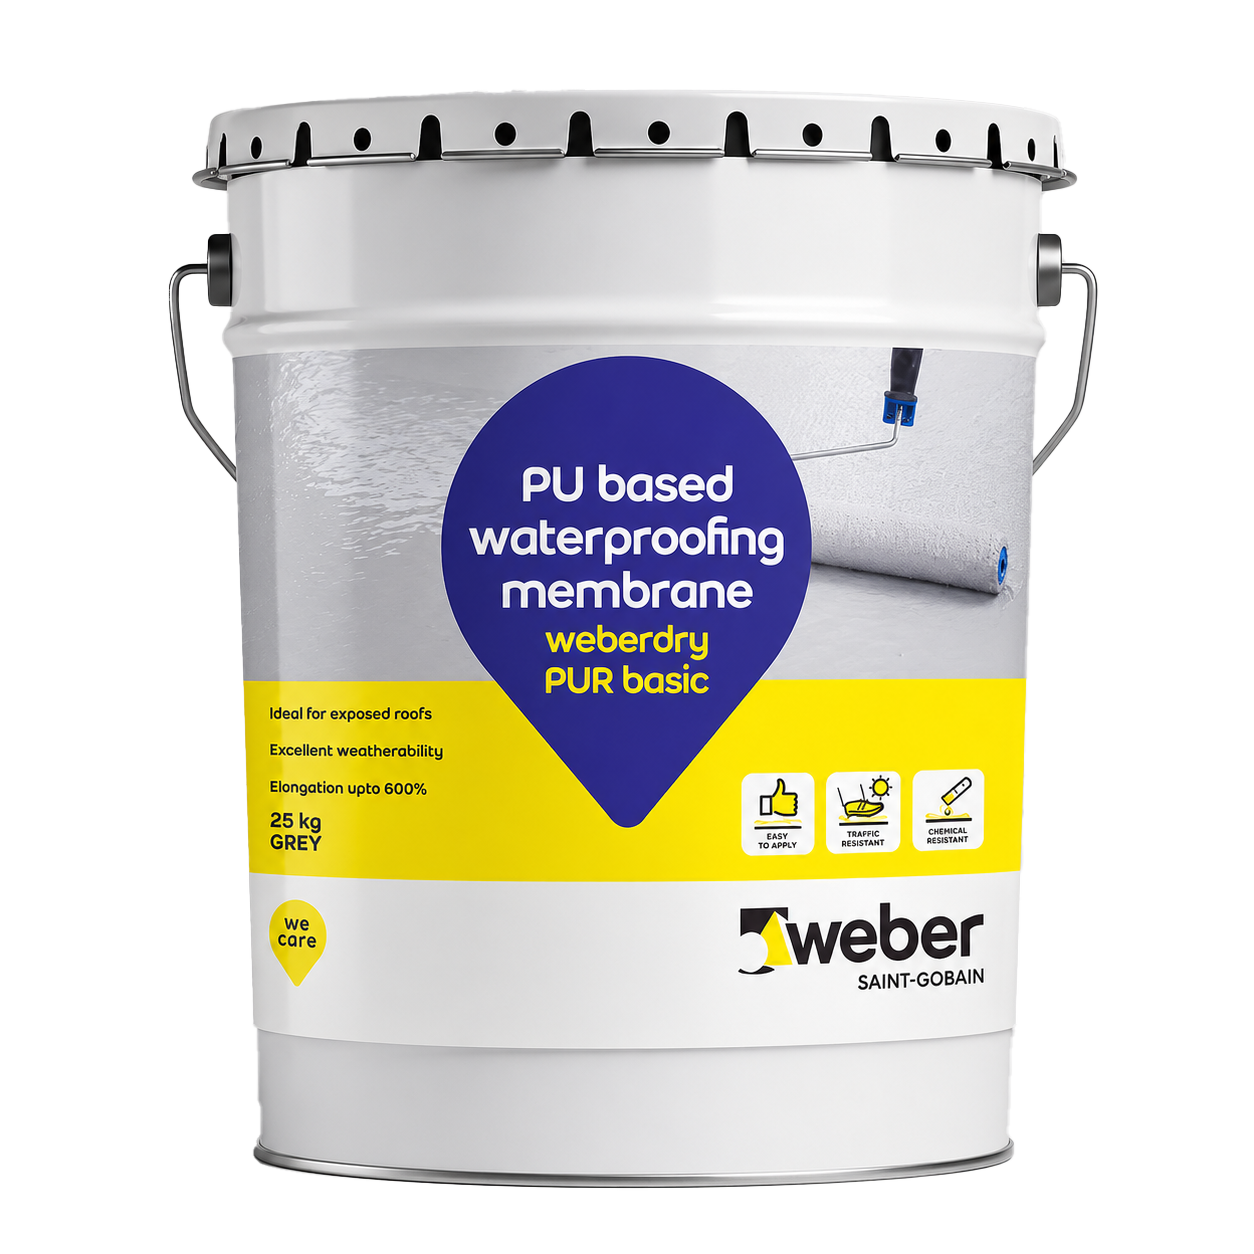 PU based
waterproofing
membrane
weberdry
PUR basic
Ideal for exposed roofs
Excellent weatherability
Elongation upto 600%
25 kg
GREY
EASY
TO APPLY
TRAFFIC
RESISTANT
CHEMICAL
RESISTANT
we
care
weber
SAINT-GOBAIN